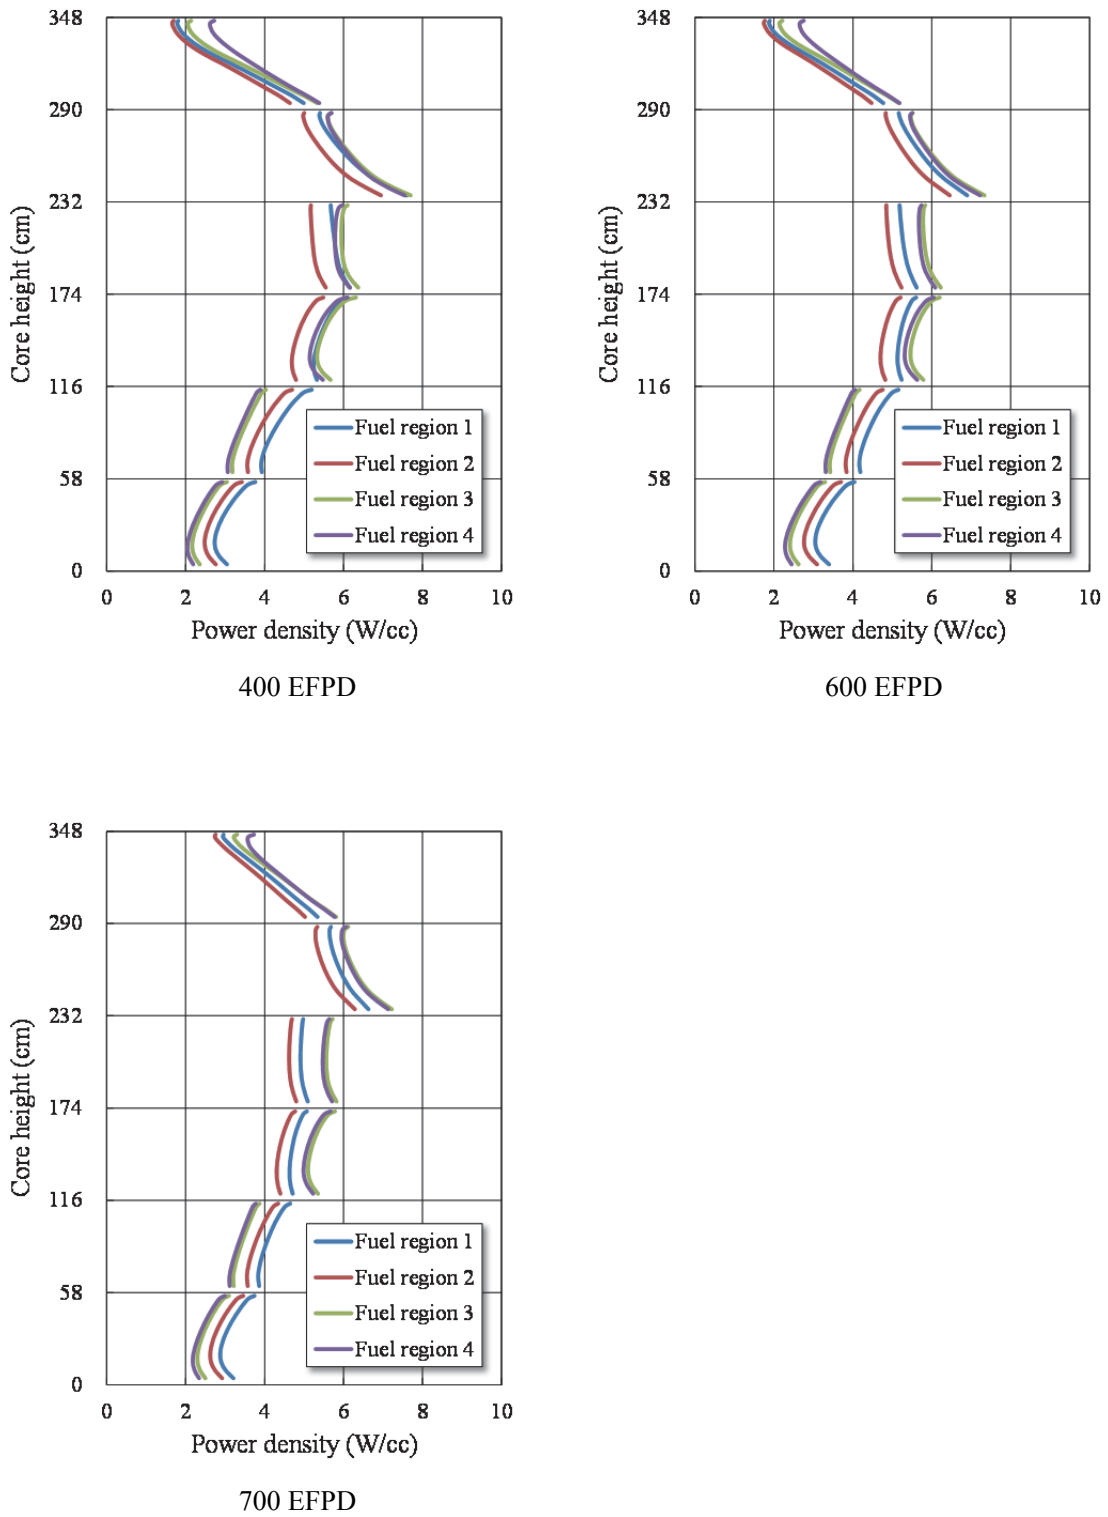 348
290
232
174
116
58
0
Core height (cm)
Fuel region 1
Fuel region 2
Fuel region 3
Fuel region 4
0 2 4 6 8 10
Power density (W/cc)
400 EFPD
348
290
232
174
116
58
0
Core height (cm)
Fuel region 1
Fuel region 2
Fuel region 3
Fuel region 4
0 2 4 6 8 10
Power density (W/cc)
600 EFPD
348
290
232
174
116
58
0
Core height (cm)
Fuel region 1
Fuel region 2
Fuel region 3
Fuel region 4
0 2 4 6 8 10
Power density (W/cc)
700 EFPD